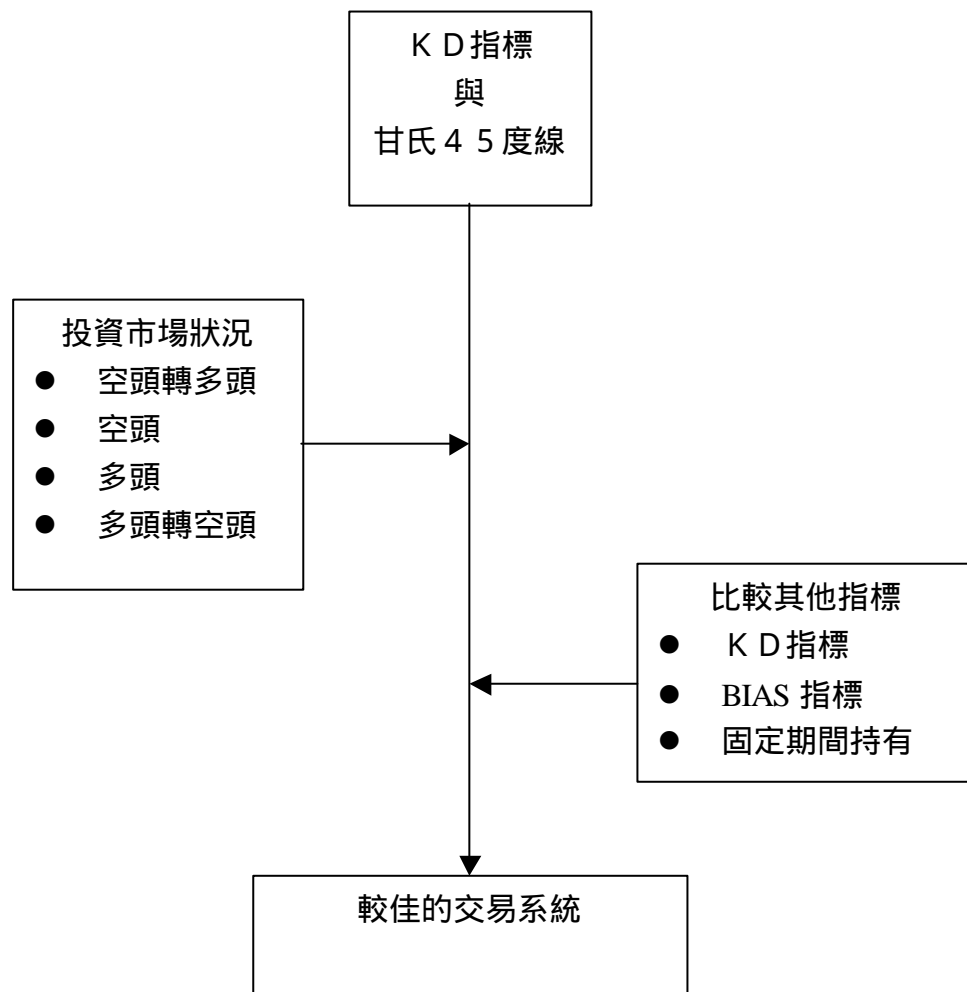 ＫＤ指標
與
甘氏４５度線
投資市場狀況
● 空頭轉多頭
● 空頭
● 多頭
● 多頭轉空頭
比較其他指標
● ＫＤ指標
● BIAS 指標
● 固定期間持有
較佳的交易系統